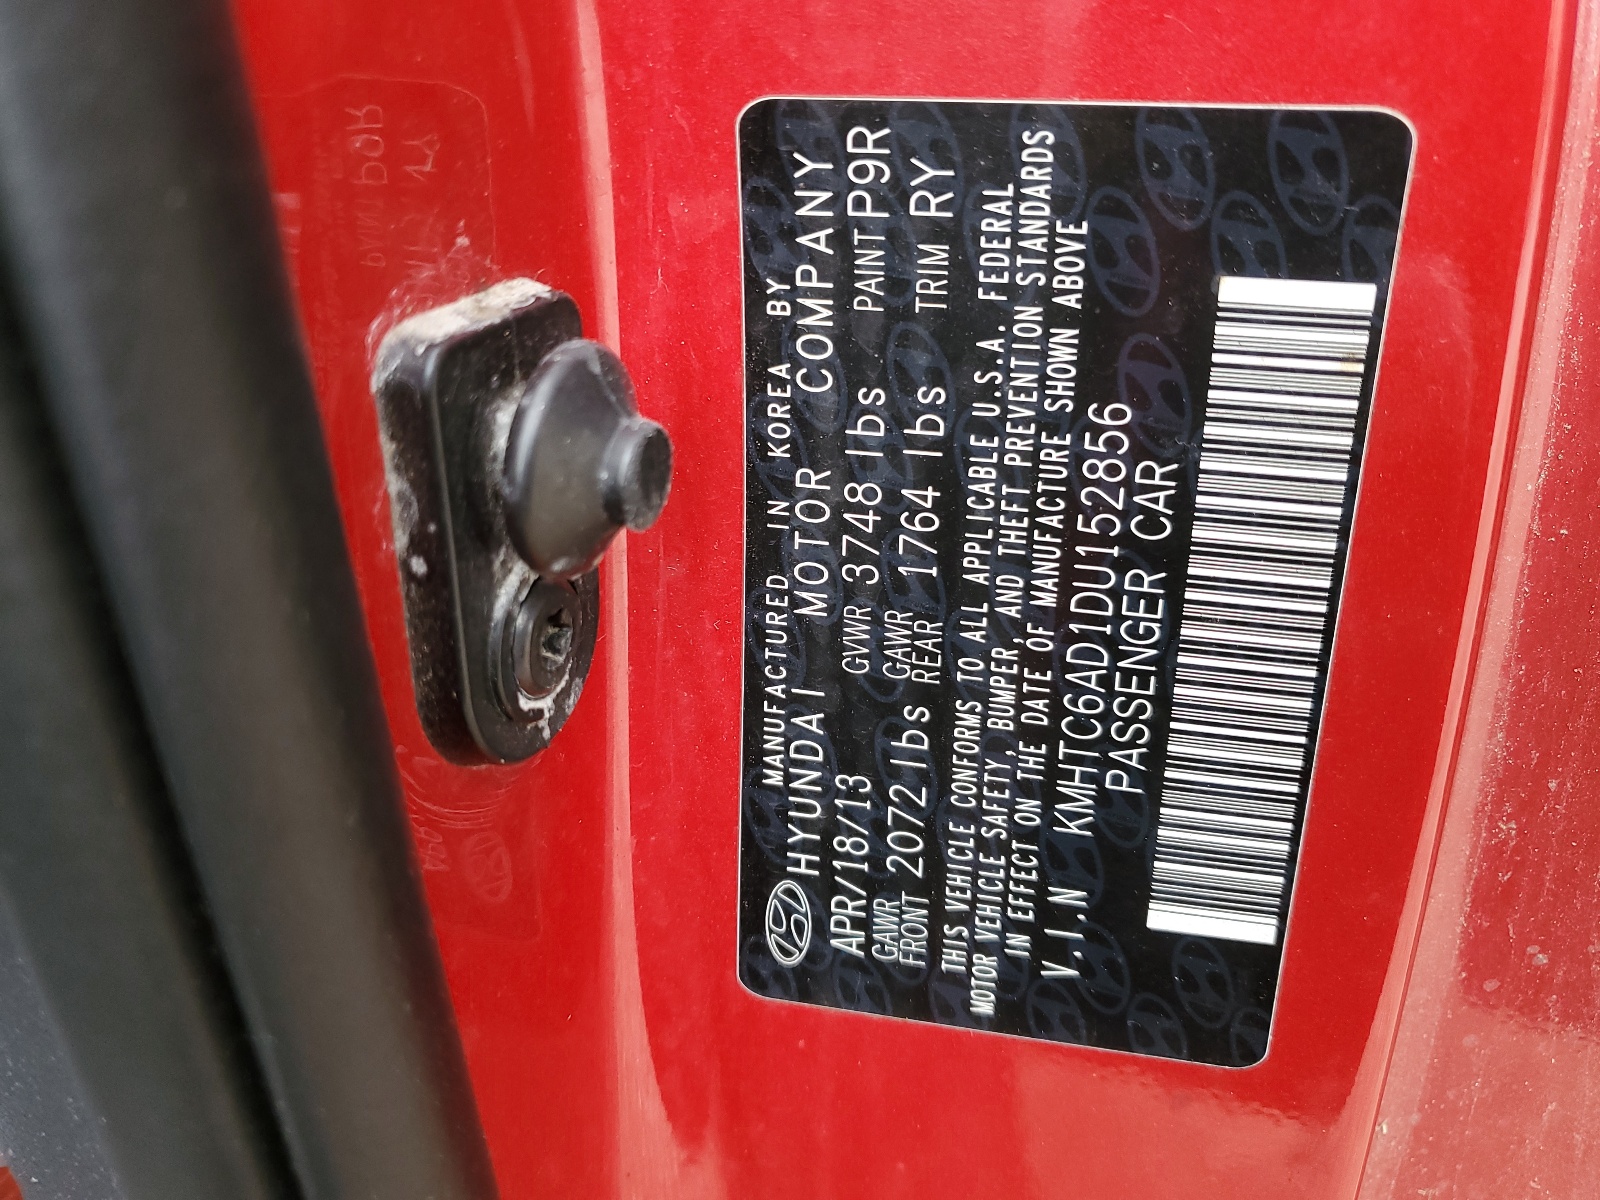 MANUFACTURED IN KOREA BY
HYUNDAI MOTOR COMPANY
APR/18/13 GVWR 3748 lbs PAINT P9R
GAWR FRONT 2072 lbs GAWR REAR 1764 lbs TRIM RY
THIS VEHICLE CONFORMS TO ALL APPLICABLE U.S.A. FEDERAL
MOTOR VEHICLE SAFETY, BUMPER, AND THEFT PREVENTION STANDARDS
IN EFFECT ON THE DATE OF MANUFACTURE SHOWN ABOVE
V.I.N KMHTC6AD1DU152856
PASSENGER CAR